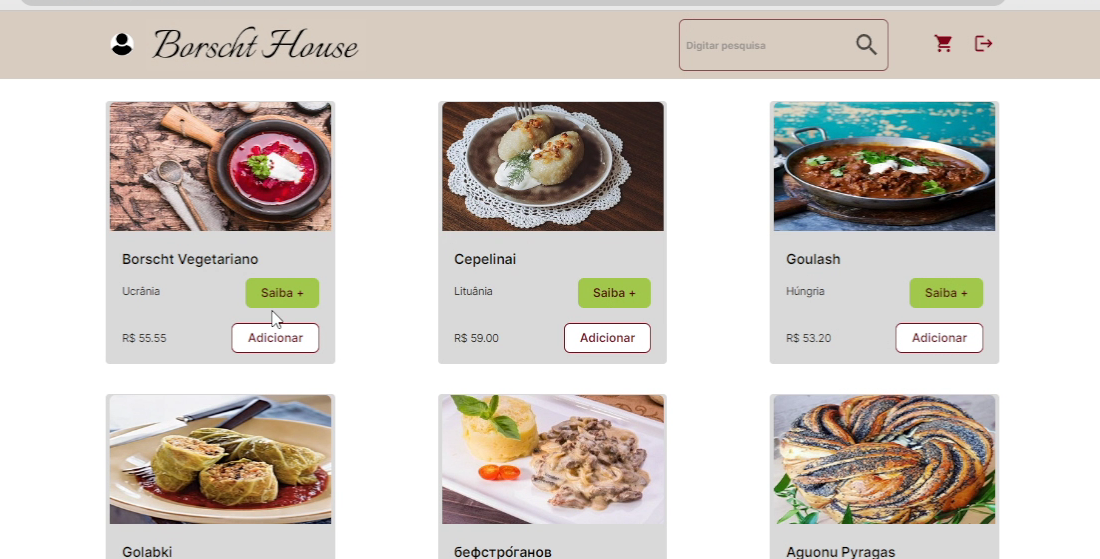 Borscht House
Digitar pesquisa
Borscht Vegetariano
Ucrânia
Saiba +
R$ 55.55
Adicionar
Cepelinai
Lituânia
Saiba +
R$ 59.00
Adicionar
Goulash
Húngria
Saiba +
R$ 53.20
Adicionar
Golabki
бефстро́ганов
Aguonu Pyragas